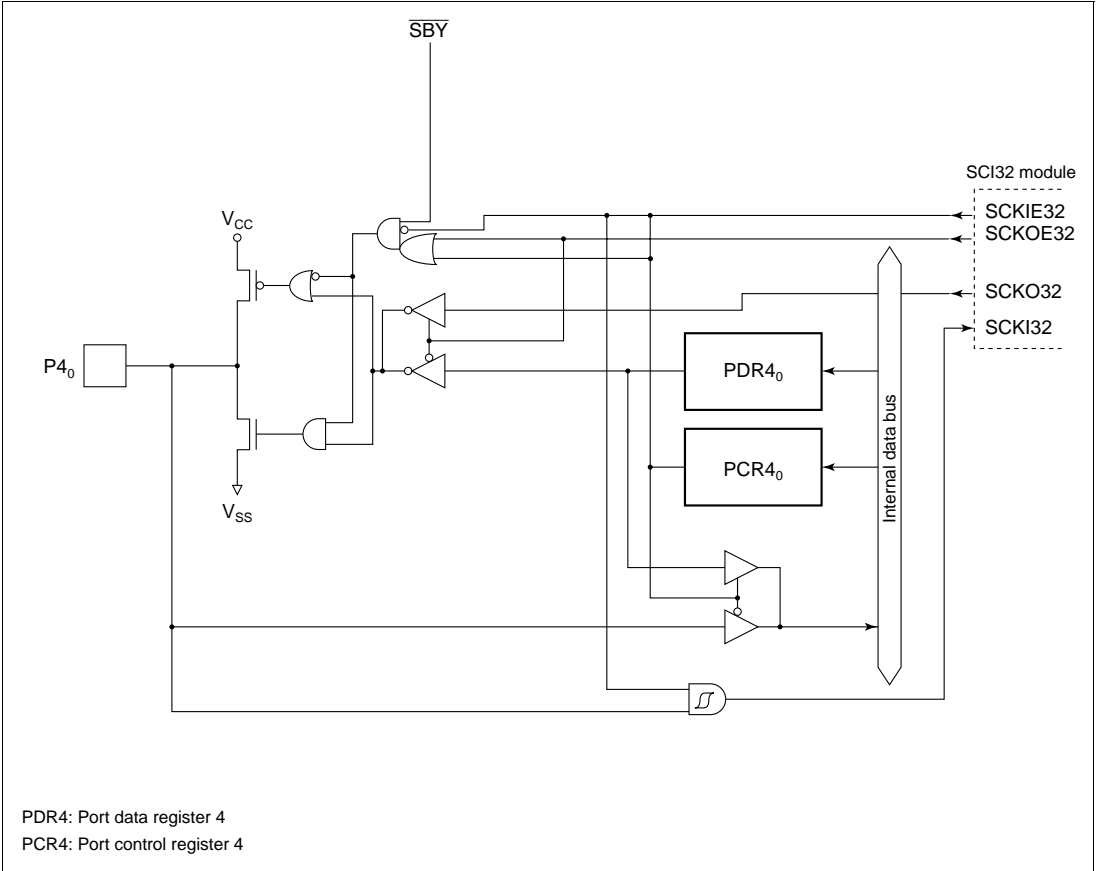 SBY
SCI32 module
SCKIE32
SCKOE32
VCC
SCKO32
SCKI32
P40
PDR40
PCR40
Internal data bus
VSS
PDR4: Port data register 4
PCR4: Port control register 4